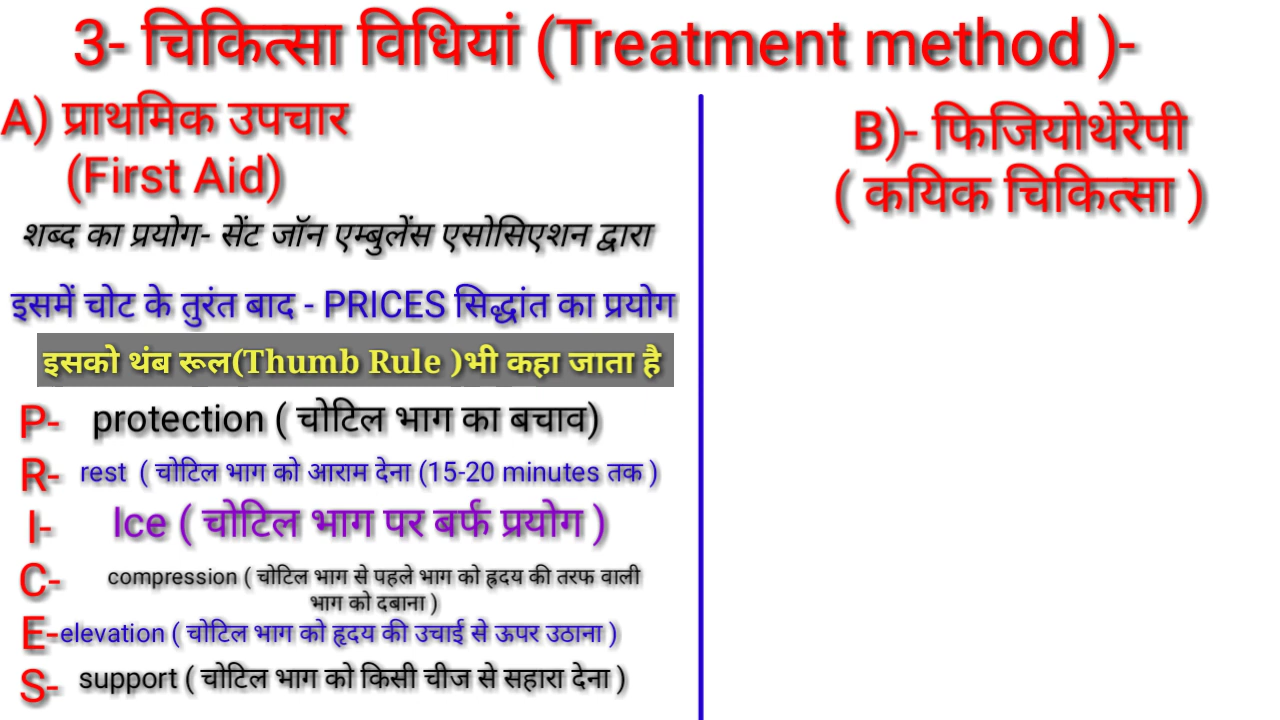 3- चिकित्सा विधियां (Treatment method )-
A) प्राथमिक उपचार
(First Aid)
शब्द का प्रयोग- सेंट जॉन एम्बुलेंस एसोसिएशन द्वारा
इसमें चोट के तुरंत बाद - PRICES सिद्धांत का प्रयोग
इसको थंब रूल(Thumb Rule )भी कहा जाता है
P- protection ( चोटिल भाग का बचाव)
R- rest ( चोटिल भाग को आराम देना (15-20 minutes तक )
I- Ice ( चोटिल भाग पर बर्फ प्रयोग )
C- compression ( चोटिल भाग से पहले भाग को ह्रदय की तरफ वाली
भाग को दबाना )
E- elevation ( चोटिल भाग को हृदय की उचाई से ऊपर उठाना )
S- support ( चोटिल भाग को किसी चीज से सहारा देना )
B)- फिजियोथेरेपी
( कयिक चिकित्सा )